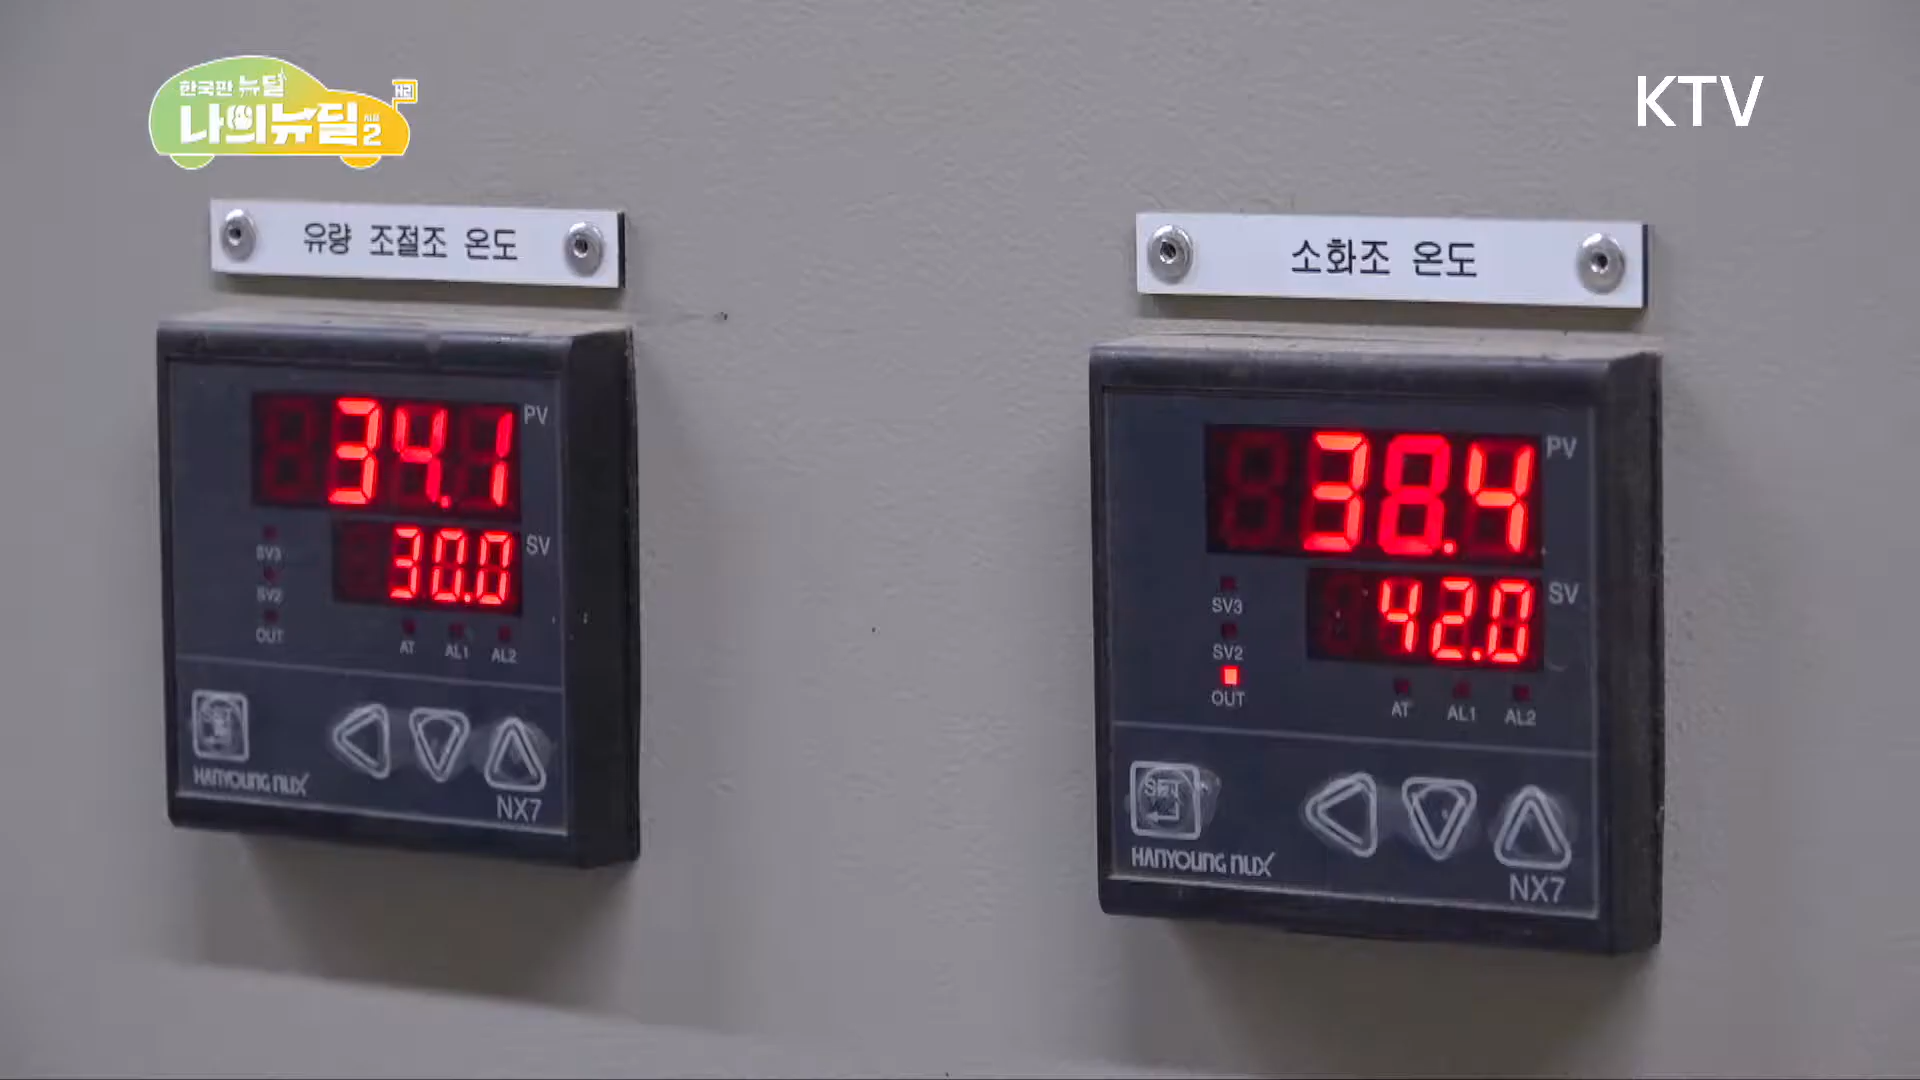 한국판 뉴딜
나의뉴딜
2
KTV
유량 조절조 온도
34.1 PV
30.0 SV
SV3
SV2
OUT
AT AL1 AL2
SET
HANYOUNG NUX
NX7
소화조 온도
38.4 PV
42.0 SV
SV3
SV2
OUT
AT AL1 AL2
SET
HANYOUNG NUX
NX7